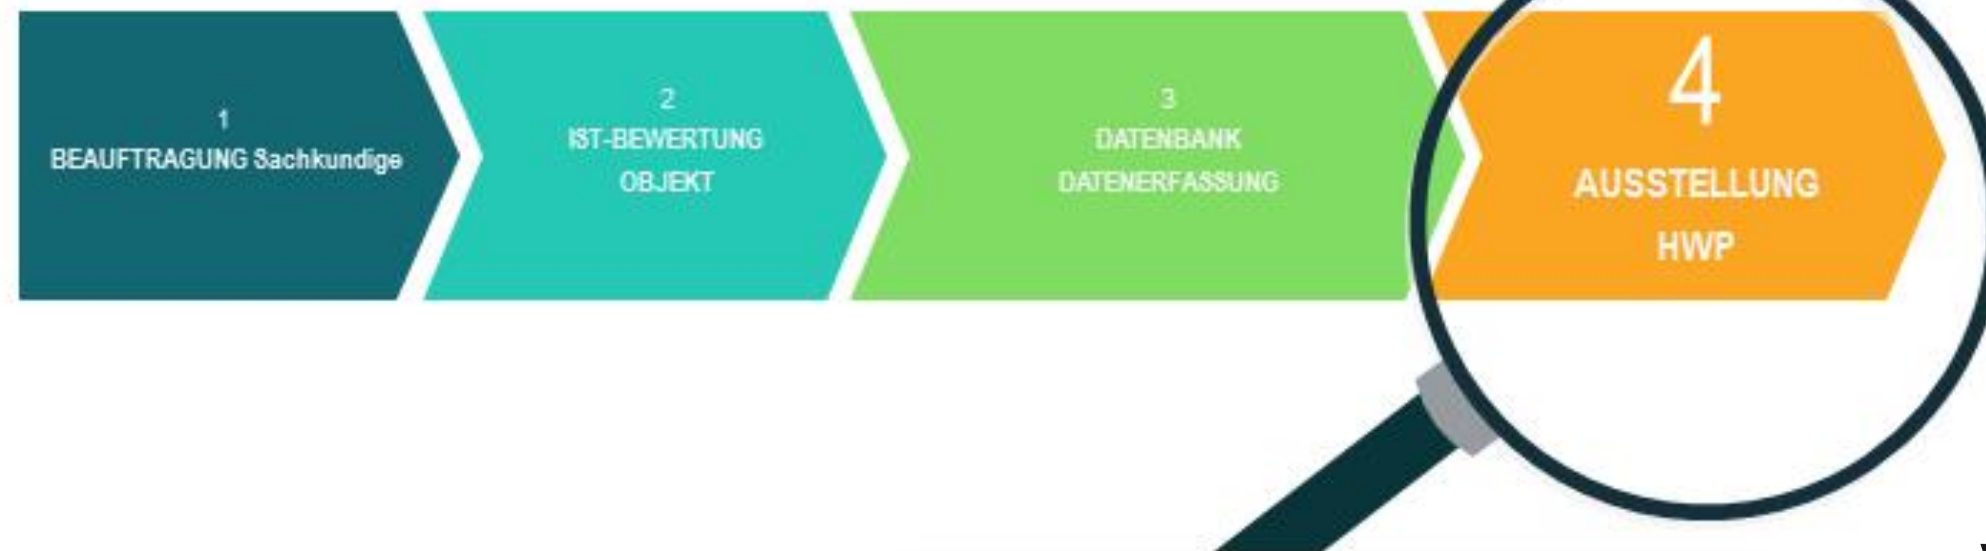 1
BEAUFTRAGUNG Sachkundige
2
IST-BEWERTUNG
OBJEKT
3
DATENBANK
DATENERFASSUNG
4
AUSSTELLUNG
HWP